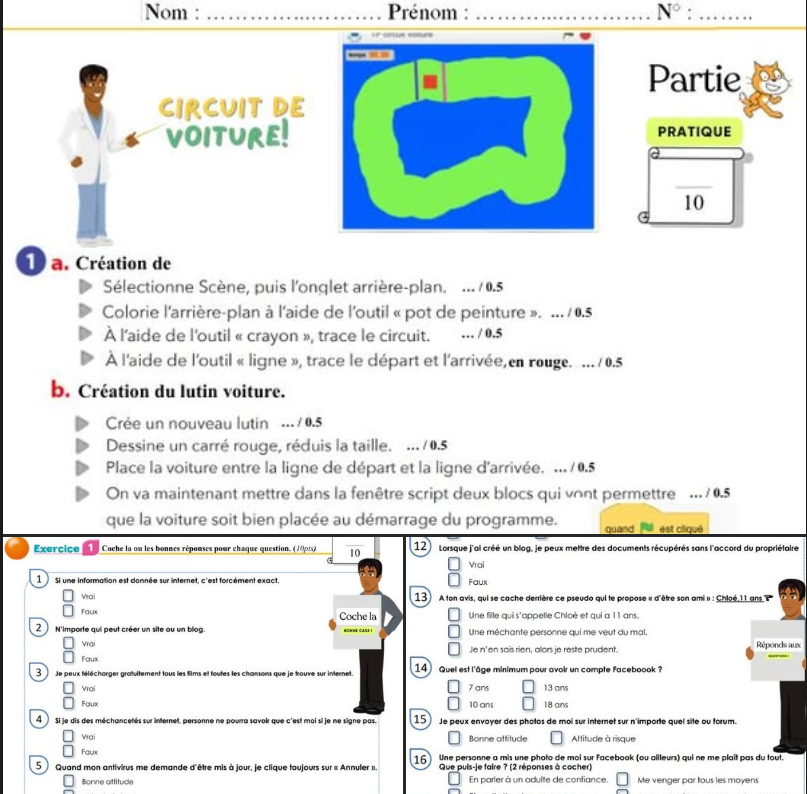 Nom : ................................ Prénom : ................................ N° : ........
CIRCUIT DE
VOITURE!
Partie
PRATIQUE
10
1 a. Création de
Sélectionne Scène, puis l'onglet arrière-plan. ... / 0.5
Colorie l'arrière-plan à l'aide de l'outil « pot de peinture ». ... / 0.5
À l'aide de l'outil « crayon », trace le circuit. ... / 0.5
À l'aide de l'outil « ligne », trace le départ et l'arrivée, en rouge. ... / 0.5
b. Création du lutin voiture.
Crée un nouveau lutin ... / 0.5
Dessine un carré rouge, réduis la taille. ... / 0.5
Place la voiture entre la ligne de départ et la ligne d'arrivée. ... / 0.5
On va maintenant mettre dans la fenêtre script deux blocs qui vont permettre ... / 0.5
que la voiture soit bien placée au démarrage du programme.
quand est cliqué
Exercice 1 Coche la ou les bonnes réponses pour chaque question. (10pts)
10
1 Si une information est donnée sur internet, c'est forcément exact.
Vrai
Faux
Coche la
BONNE CASE !
2 N'importe qui peut créer un site ou un blog.
Vrai
Faux
3 Je peux télécharger gratuitement tous les films et toutes les chansons que je trouve sur internet.
Vrai
Faux
4 Si je dis des méchancetés sur internet, personne ne pourra savoir que c'est moi si je ne signe pas.
Vrai
Faux
5 Quand mon antivirus me demande d'être mis à jour, je clique toujours sur « Annuler ».
Bonne attitude
12 Lorsque j'ai créé un blog, je peux mettre des documents récupérés sans l'accord du propriétaire
Vrai
Faux
13 A ton avis, qui se cache derrière ce pseudo qui te propose « d'être son ami » : Chloé.11 ans ?
Une fille qui s'appelle Chloé et qui a 11 ans.
Une méchante personne qui me veut du mal.
Je n'en sais rien, alors je reste prudent.
Réponds aux
14 Quel est l'âge minimum pour avoir un compte Faceboook ?
7 ans 13 ans
10 ans 18 ans
15 Je peux envoyer des photos de moi sur internet sur n'importe quel site ou forum.
Bonne attitude Attitude à risque
16 Une personne a mis une photo de moi sur Facebook (ou ailleurs) qui ne me plaît pas du tout.
Que puis-je faire ? (2 réponses à cocher)
En parler à un adulte de confiance. Me venger par tous les moyens